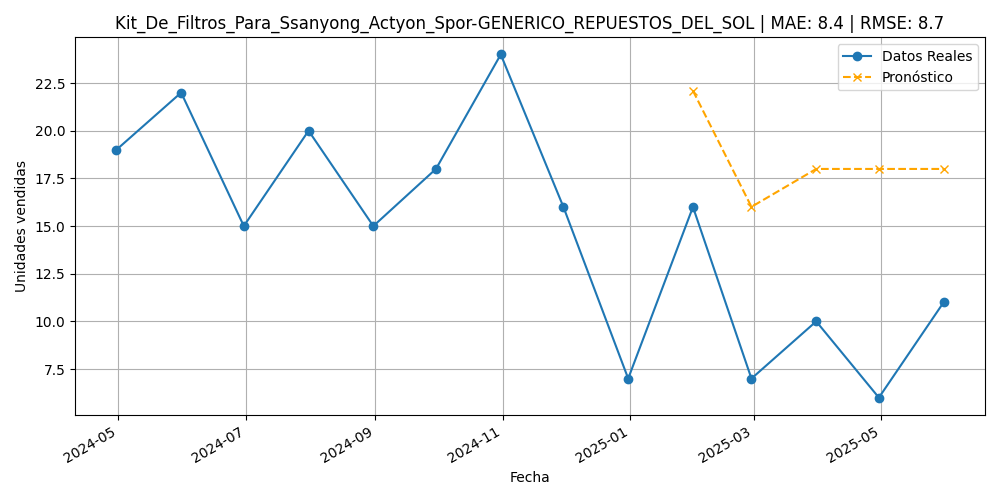 Kit_De_Filtros_Para_Ssanyong_Actyon_Spor-GENERICO_REPUESTOS_DEL_SOL | MAE: 8.4 | RMSE: 8.7
Datos Reales
Pronóstico
Unidades vendidas
22.5
20.0
17.5
15.0
12.5
10.0
7.5
2024-05
2024-07
2024-09
2024-11
2025-01
2025-03
2025-05
Fecha